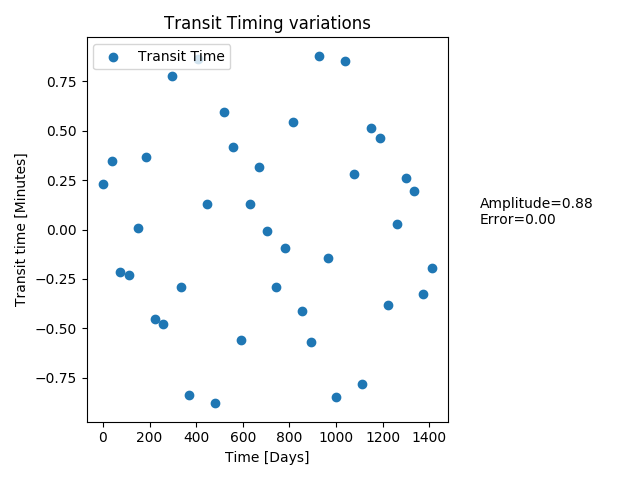 Transit Timing variations
Transit Time
Transit time [Minutes]
0.75
0.50
0.25
0.00
−0.25
−0.50
−0.75
0 200 400 600 800 1000 1200 1400
Time [Days]
Amplitude=0.88
Error=0.00